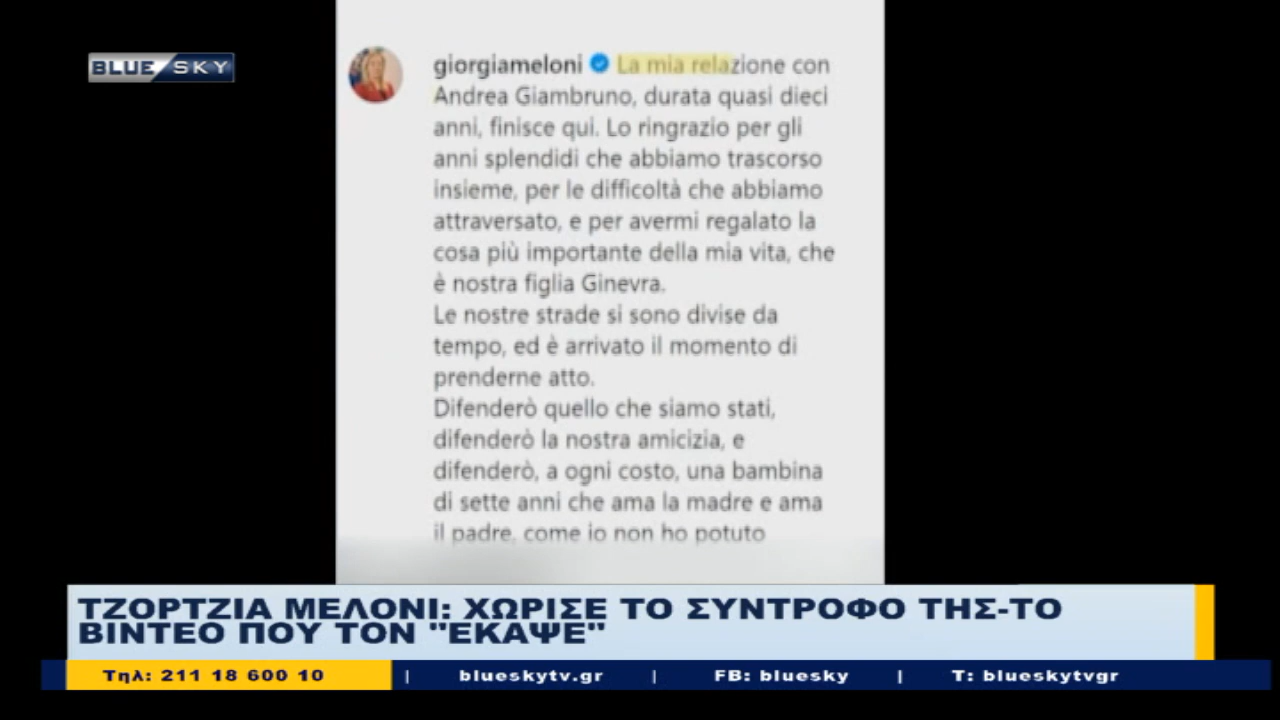 BLUE SKY
giorgiameloni La mia relazione con
Andrea Giambruno, durata quasi dieci
anni, finisce qui. Lo ringrazio per gli
anni splendidi che abbiamo trascorso
insieme, per le difficoltà che abbiamo
attraversato, e per avermi regalato la
cosa più importante della mia vita, che
è nostra figlia Ginevra.
Le nostre strade si sono divise da
tempo, ed è arrivato il momento di
prenderne atto.
Difenderò quello che siamo stati,
difenderò la nostra amicizia, e
difenderò, a ogni costo, una bambina
di sette anni che ama la madre e ama
il padre, come io non ho potuto
ΤΖΟΡΤΖΙΑ ΜΕΛΟΝΙ: ΧΩΡΙΣΕ ΤΟ ΣΥΝΤΡΟΦΟ ΤΗΣ-ΤΟ
ΒΙΝΤΕΟ ΠΟΥ ΤΟΝ "ΕΚΑΨΕ"
Τηλ: 211 18 600 10 | blueskytv.gr | FB: bluesky | T: blueskytvgr